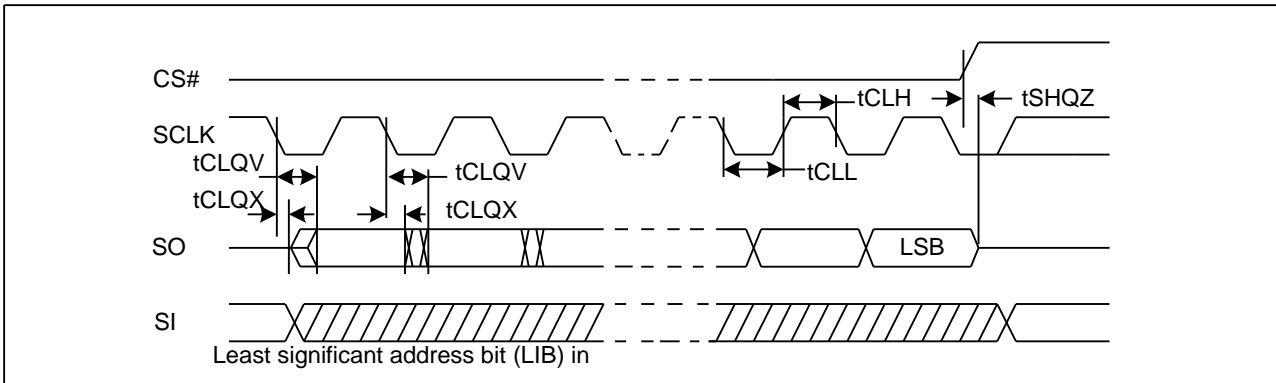 CS#
tCLH
tSHQZ
SCLK
tCLQV
tCLQV
tCLL
tCLQX
tCLQX
SO
LSB
SI
Least significant address bit (LIB) in